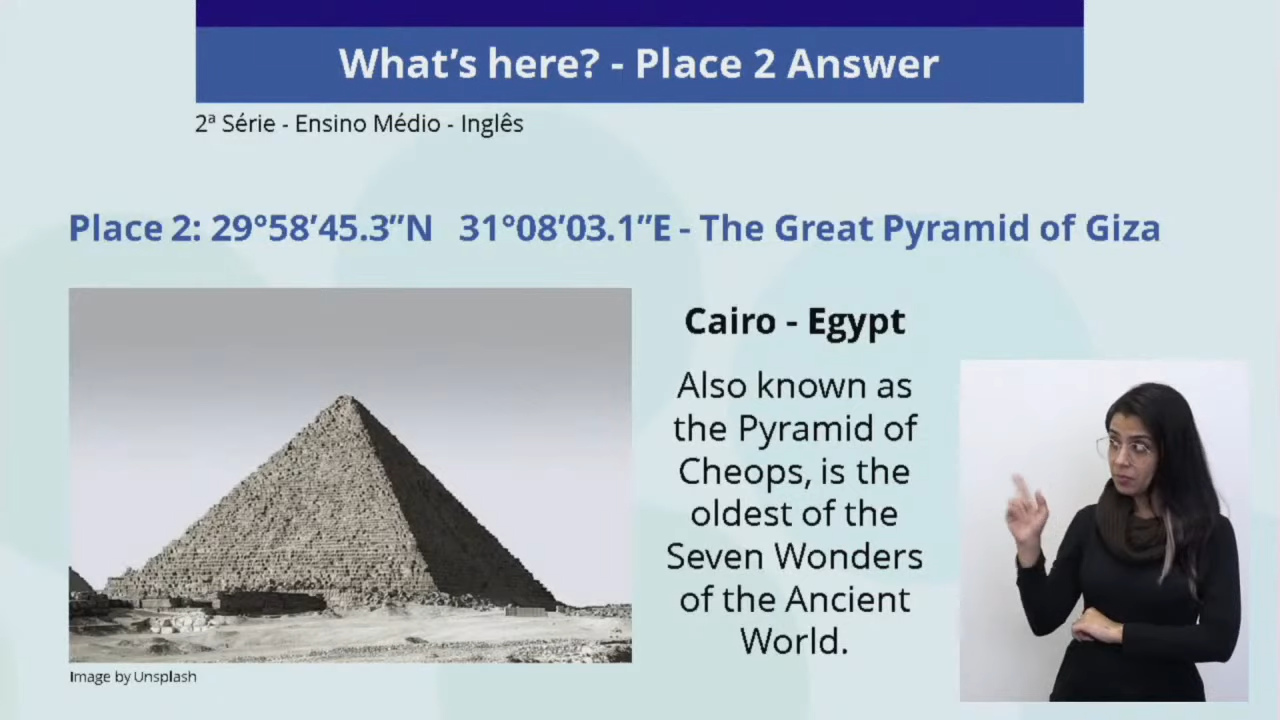 What’s here? - Place 2 Answer
2ª Série - Ensino Médio - Inglês
Place 2: 29°58’45.3”N 31°08’03.1”E - The Great Pyramid of Giza
Cairo - Egypt
Also known as
the Pyramid of
Cheops, is the
oldest of the
Seven Wonders
of the Ancient
World.
Image by Unsplash